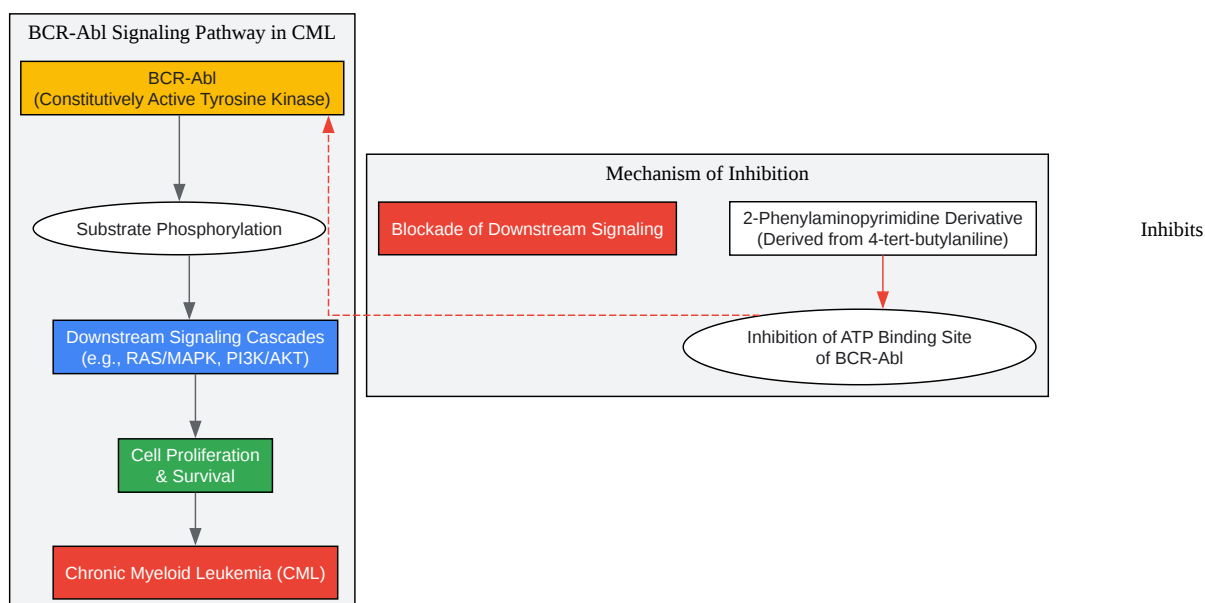 BCR-Abl Signaling Pathway in CML
BCR-Abl
(Constitutively Active Tyrosine Kinase)
Substrate Phosphorylation
Downstream Signaling Cascades
(e.g., RAS/MAPK, PI3K/AKT)
Cell Proliferation
& Survival
Chronic Myeloid Leukemia (CML)
Mechanism of Inhibition
Blockade of Downstream Signaling
2-Phenylaminopyrimidine Derivative
(Derived from 4-tert-butylaniline)
Inhibition of ATP Binding Site
of BCR-Abl
Inhibits